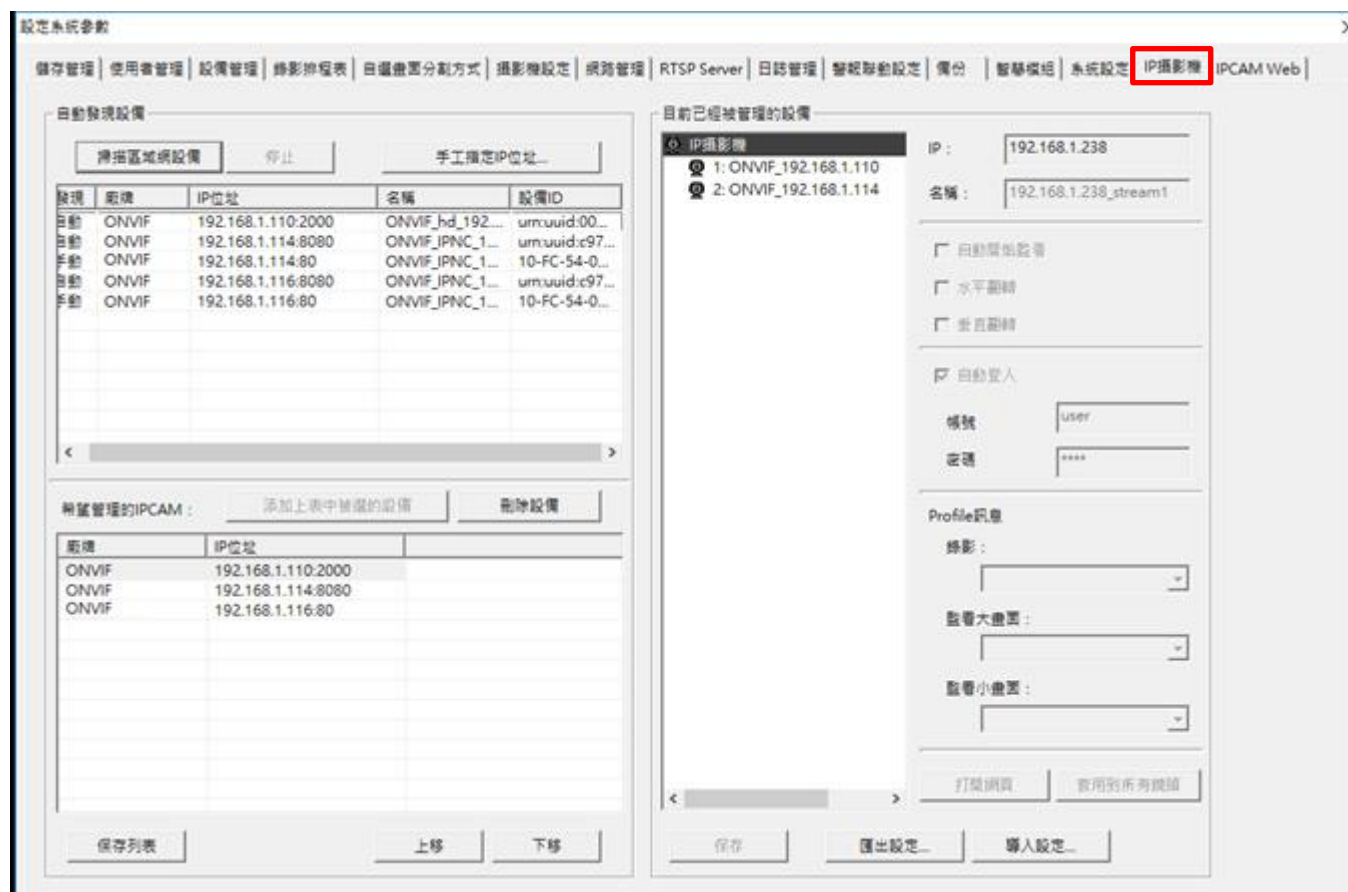 設定系統參數
儲存管理 使用者管理 設備管理 錄影排程表 自選畫面分割方式 攝影機設定 網路管理 RTSP Server 日誌管理 警報聯動設定 備份 智慧模組 系統設定 IP攝影機 IPCAM Web
自動發現設備
掃描區域網設備 停止 手工指定IP位址...
發現 廠牌 IP位址 名稱 設備ID
自動 ONVIF 192.168.1.110:2000 ONVIF_hd_192.... urn:uuid:00...
自動 ONVIF 192.168.1.114:8080 ONVIF_IPNC_1... urn:uuid:c97...
手動 ONVIF 192.168.1.114:80 ONVIF_IPNC_1... 10-FC-54-0...
自動 ONVIF 192.168.1.116:8080 ONVIF_IPNC_1... urn:uuid:c97...
手動 ONVIF 192.168.1.116:80 ONVIF_IPNC_1... 10-FC-54-0...
希望管理的IPCAM : 添加上表中被選的設備 刪除設備
廠牌 IP位址
ONVIF 192.168.1.110:2000
ONVIF 192.168.1.114:8080
ONVIF 192.168.1.116:80
保存列表 上移 下移
目前已經被管理的設備
IP攝影機
1: ONVIF_192.168.1.110
2: ONVIF_192.168.1.114
IP : 192.168.1.238
名稱 : 192.168.1.238_stream1
自動開始監看
水平翻轉
垂直翻轉
自動登入
帳號 user
密碼 ****
Profile訊息
錄影 :
監看大畫面 :
監看小畫面 :
打開網頁 套用到所有鏡頭
保存 匯出設定... 導入設定...